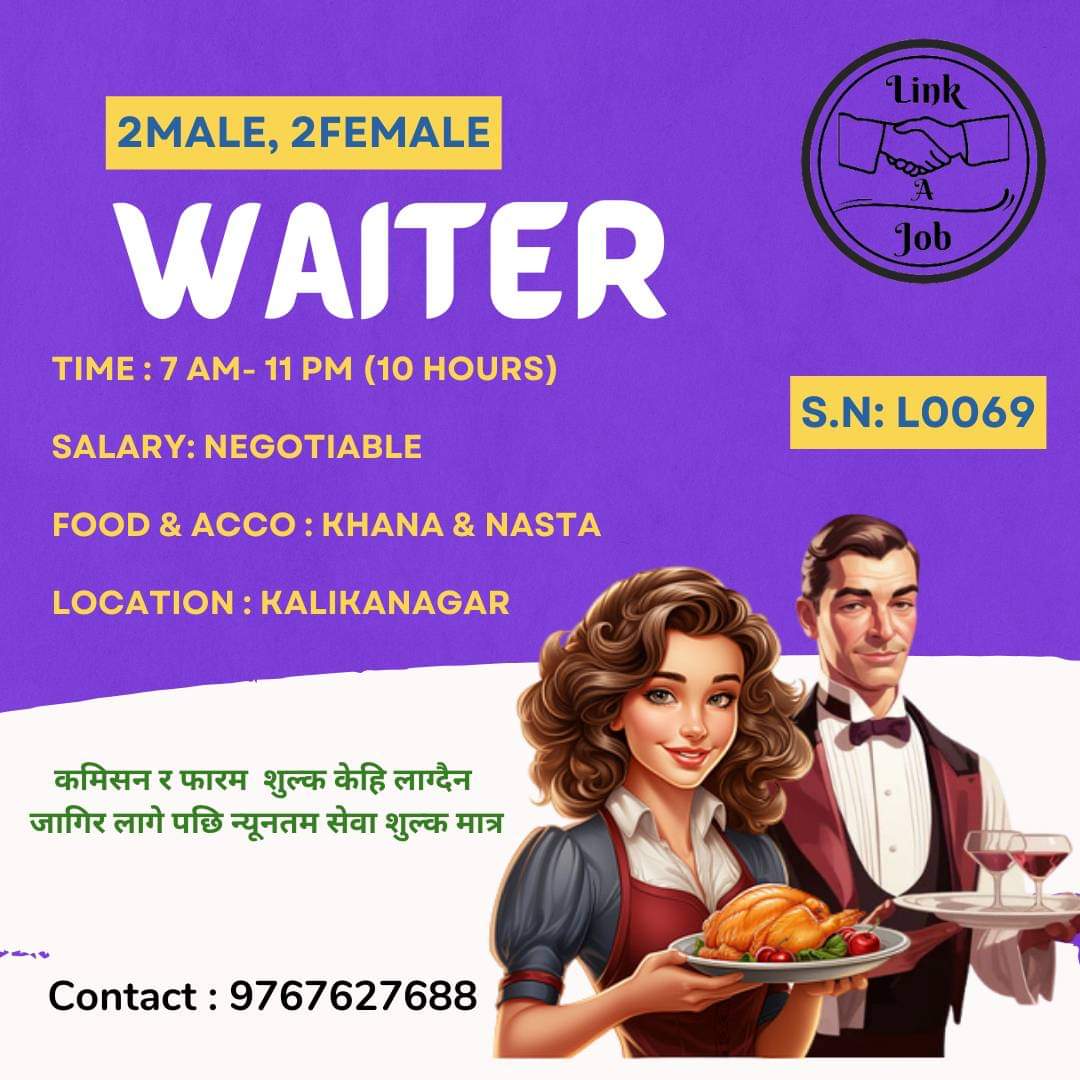 2MALE, 2FEMALE
Link
A
Job
WAITER
TIME : 7 AM- 11 PM (10 HOURS)
S.N: L0069
SALARY: NEGOTIABLE
FOOD & ACCO : KHANA & NASTA
LOCATION : KALIKANAGAR
कमिसन र फारम शुल्क केहि लाग्दैन
जागिर लागे पछि न्यूनतम सेवा शुल्क मात्र
Contact : 9767627688